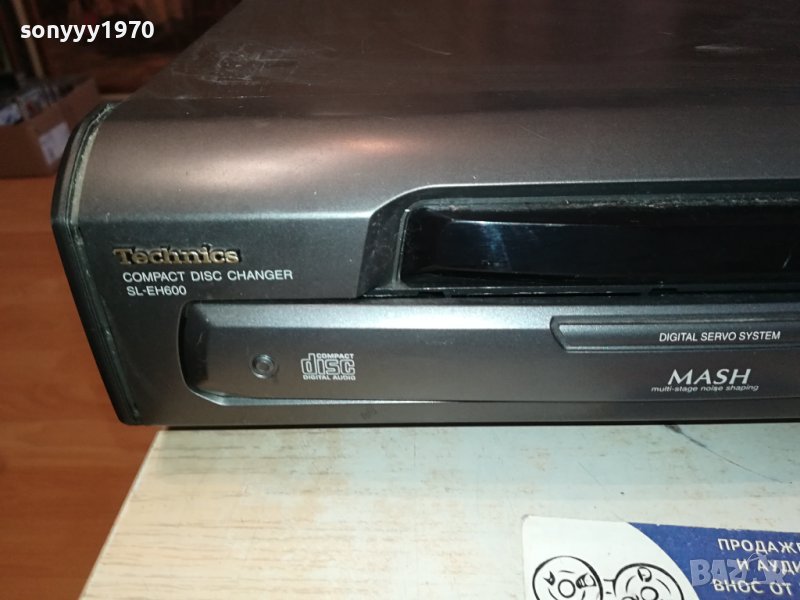 sonyyy1970
Technics
COMPACT DISC CHANGER
SL-EH600
COMPACT
disc
DIGITAL AUDIO
DIGITAL SERVO SYSTEM
MASH
multi-stage noise shaping
И АУДИ
ВНОС ОТ
BAZAR